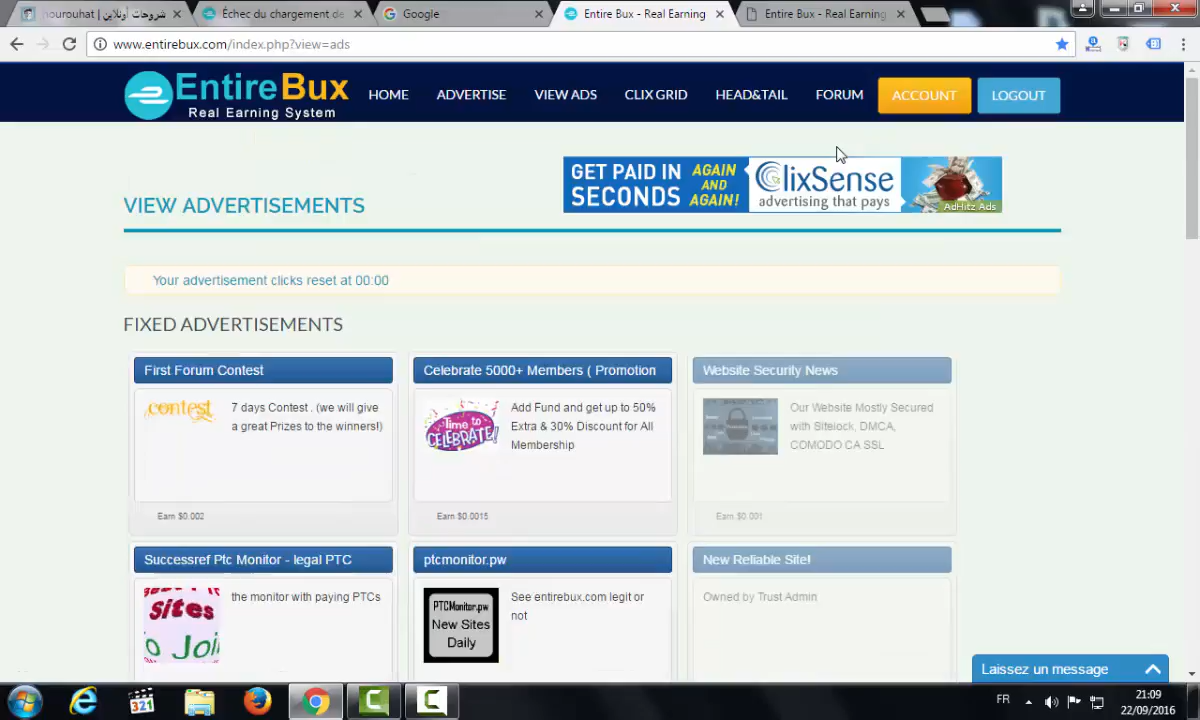 nourouhat | شروحات أونلاين
Échec du chargement de
Google
Entire Bux - Real Earning
Entire Bux - Real Earning
www.entirebux.com/index.php?view=ads
EntireBux
Real Earning System
HOME
ADVERTISE
VIEW ADS
CLIX GRID
HEAD&TAIL
FORUM
ACCOUNT
LOGOUT
GET PAID IN
SECONDS
AGAIN
AND
AGAIN!
ClixSense
advertising that pays
AdHitz Ads
VIEW ADVERTISEMENTS
Your advertisement clicks reset at 00:00
FIXED ADVERTISEMENTS
First Forum Contest
contest
7 days Contest . (we will give
a great Prizes to the winners!)
Earn $0.002
Celebrate 5000+ Members ( Promotion
time to
CELEBRATE!
Add Fund and get up to 50%
Extra & 30% Discount for All
Membership
Earn $0.0015
Website Security News
Our Website Mostly Secured
with Sitelock, DMCA,
COMODO CA SSL
Earn $0.001
Successref Ptc Monitor - legal PTC
sites
to Joi
the monitor with paying PTCs
ptcmonitor.pw
PTCMonitor.pw
New Sites
Daily
See entirebux.com legit or
not
New Reliable Site!
Owned by Trust Admin
Laissez un message
321
FR
21:09
22/09/2016